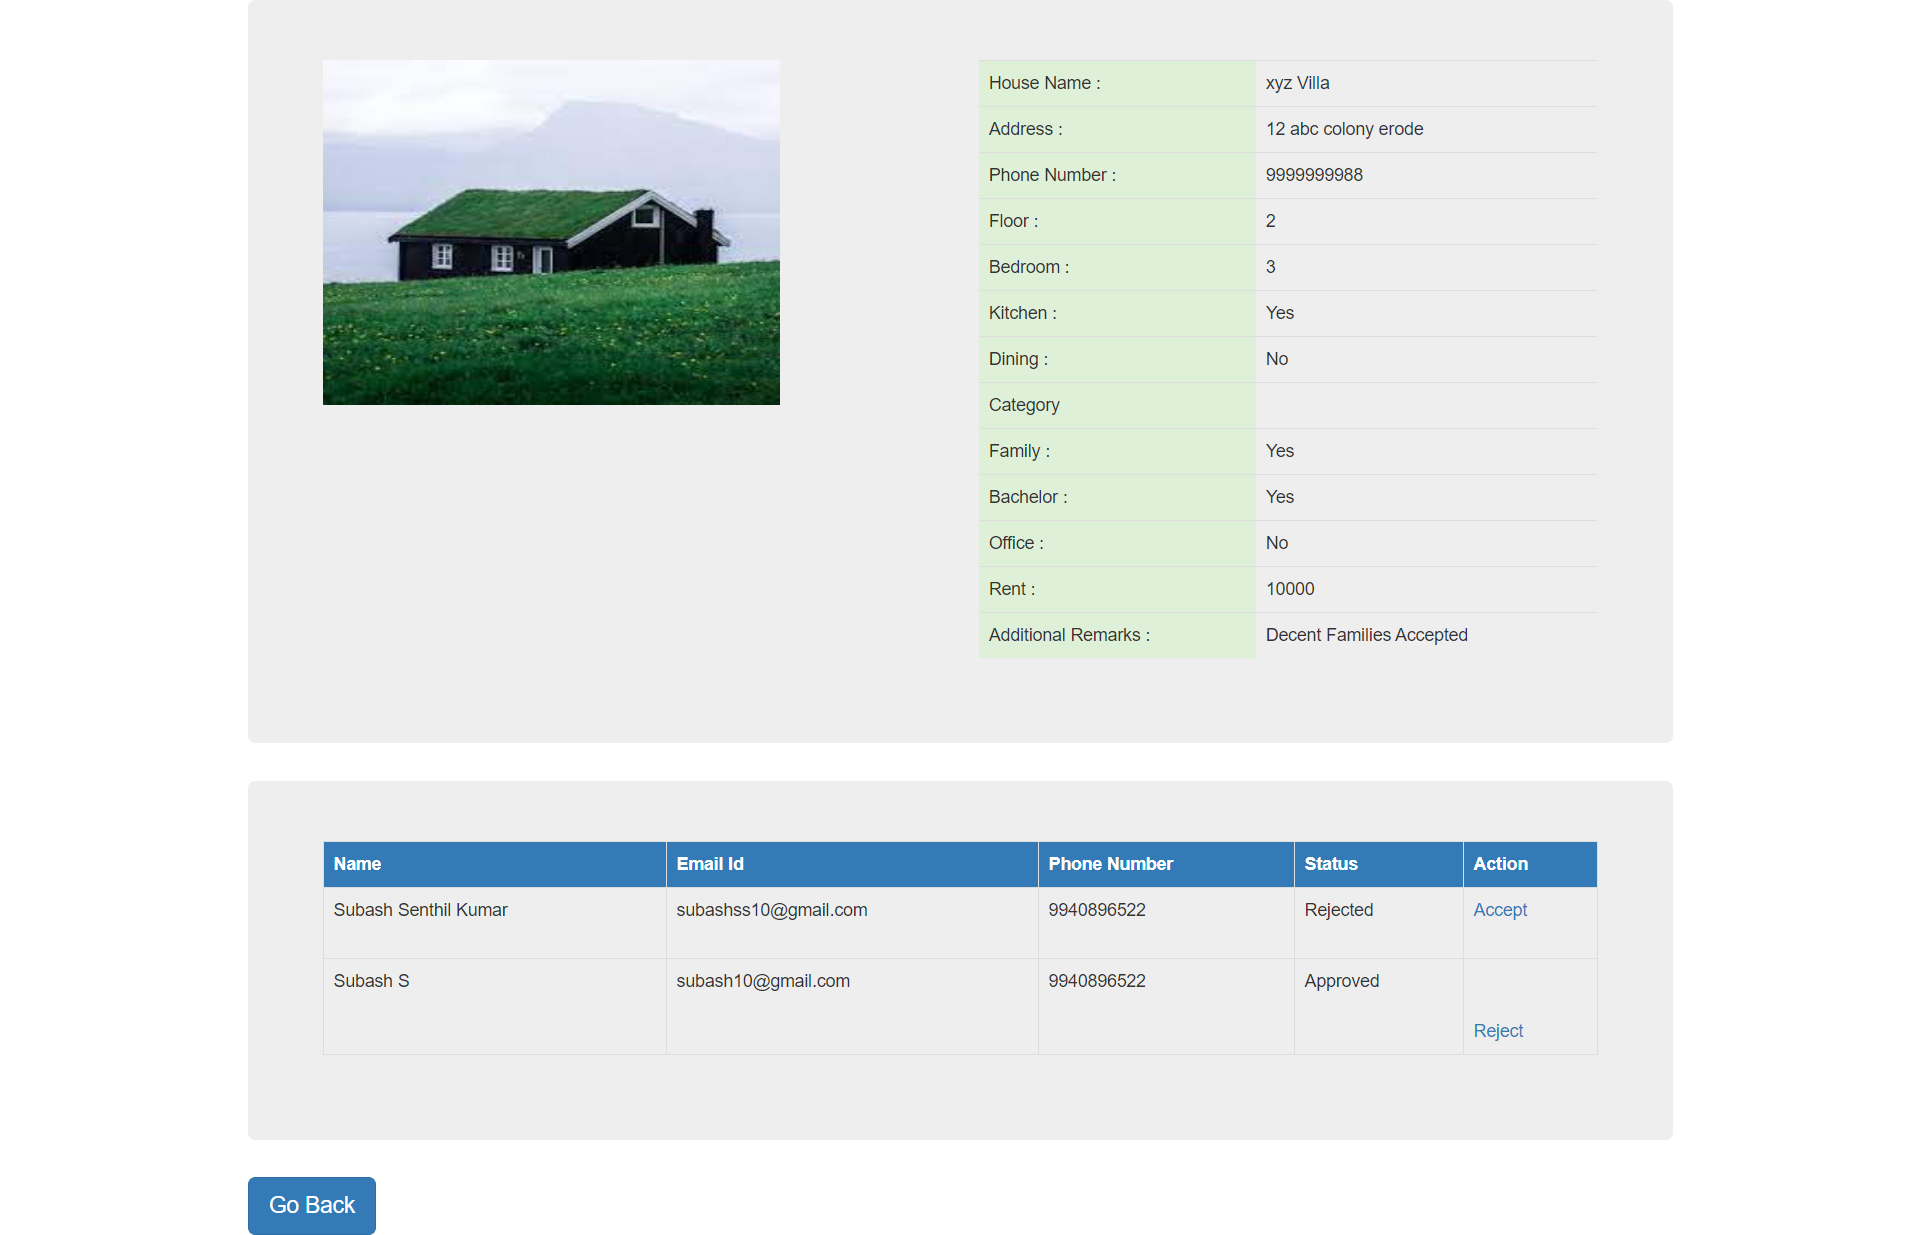 House Name : xyz Villa
Address : 12 abc colony erode
Phone Number : 9999999988
Floor : 2
Bedroom : 3
Kitchen : Yes
Dining : No
Category
Family : Yes
Bachelor : Yes
Office : No
Rent : 10000
Additional Remarks : Decent Families Accepted
Name Email Id Phone Number Status Action
Subash Senthil Kumar subashss10@gmail.com 9940896522 Rejected Accept
Subash S subash10@gmail.com 9940896522 Approved
Reject
Go Back